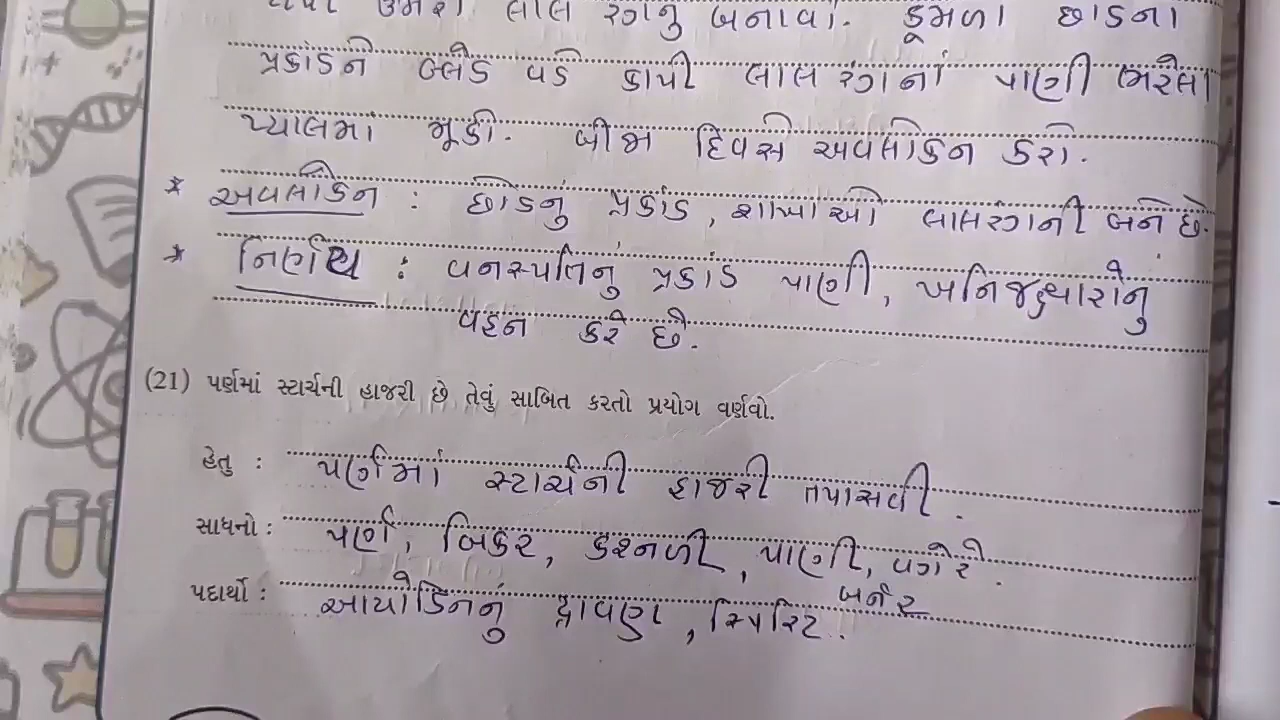 ઉમેરી લાલ રંગનું બનાવો. કૂમળા છોડના
પ્રકાંડને બ્લેડ વડે કાપી લાલ રંગનાં પાણી ભરેલા
પ્યાલમાં મૂકો. બીજા દિવસે અવલોકન કરો.
* અવલોકન : છોડનું પ્રકાંડ, શાખાઓ લાલરંગની બને છે.
* નિર્ણય : વનસ્પતિનું પ્રકાંડ પાણી, ખનિજક્ષારોનું
વહન કરે છે.
(21) પર્ણમાં સ્ટાર્ચની હાજરી છે તેવું સાબિત કરતો પ્રયોગ વર્ણવો.
હેતુ : પર્ણમાં સ્ટાર્ચની હાજરી તપાસવી.
સાધનો : પર્ણ, બિકર, કશનળી, પાણી, વગેરે.
બર્નર
પદાર્થો : આયોડિનનું દ્રાવણ, સ્પિરિટ.